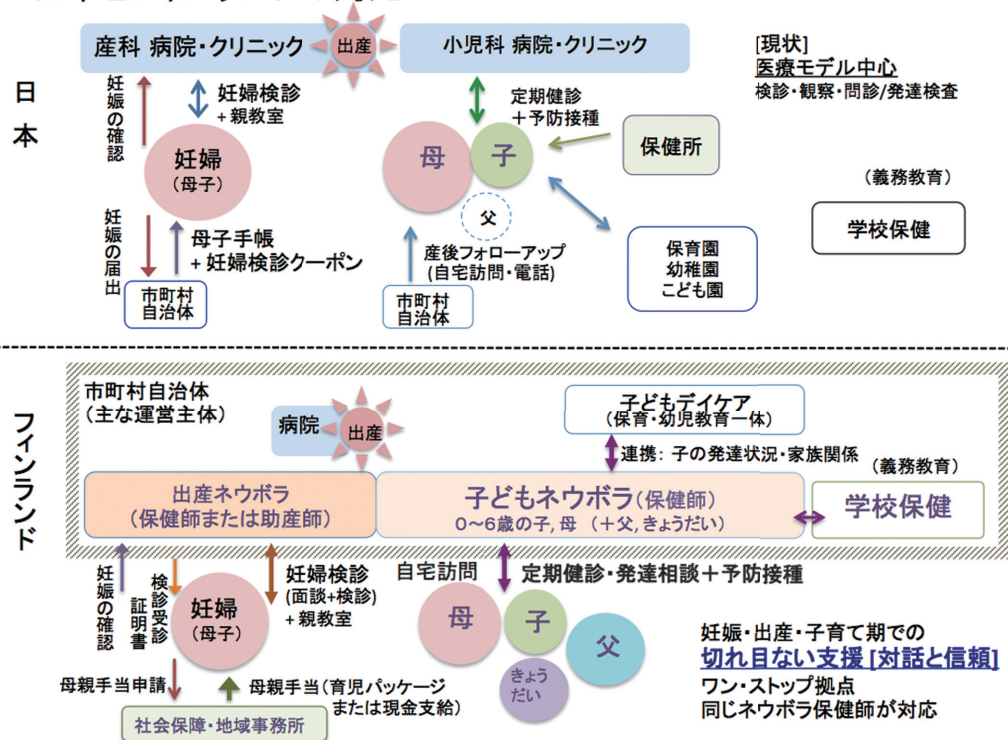 産科 病院・クリニック
出産
小児科 病院・クリニック
[現状]
医療モデル中心
検診・観察・問診/発達検査
日本
妊娠の確認
妊婦検診
+ 親教室
定期健診
＋予防接種
妊婦
(母子)
母
子
父
保健所
(義務教育)
学校保健
妊娠の届出
母子手帳
+ 妊婦検診クーポン
産後フォローアップ
(自宅訪問・電話)
保育園
幼稚園
こども園
市町村
自治体
市町村
自治体
フィンランド
市町村自治体
(主な運営主体)
病院
出産
子どもデイケア
(保育・幼児教育一体)
連携: 子の発達状況・家族関係
(義務教育)
出産ネウボラ
(保健師または助産師)
子どもネウボラ(保健師)
0～6歳の子, 母 (＋父, きょうだい)
学校保健
妊娠の確認
検診受診
証明書
妊婦
(母子)
妊婦検診
(面談+検診)
+ 親教室
自宅訪問
定期健診・発達相談＋予防接種
母
子
父
きょう
だい
母親手当申請
母親手当(育児パッケージ
または現金支給)
社会保障・地域事務所
妊娠・出産・子育て期での
切れ目ない支援 [対話と信頼]
ワン・ストップ拠点
同じネウボラ保健師が対応